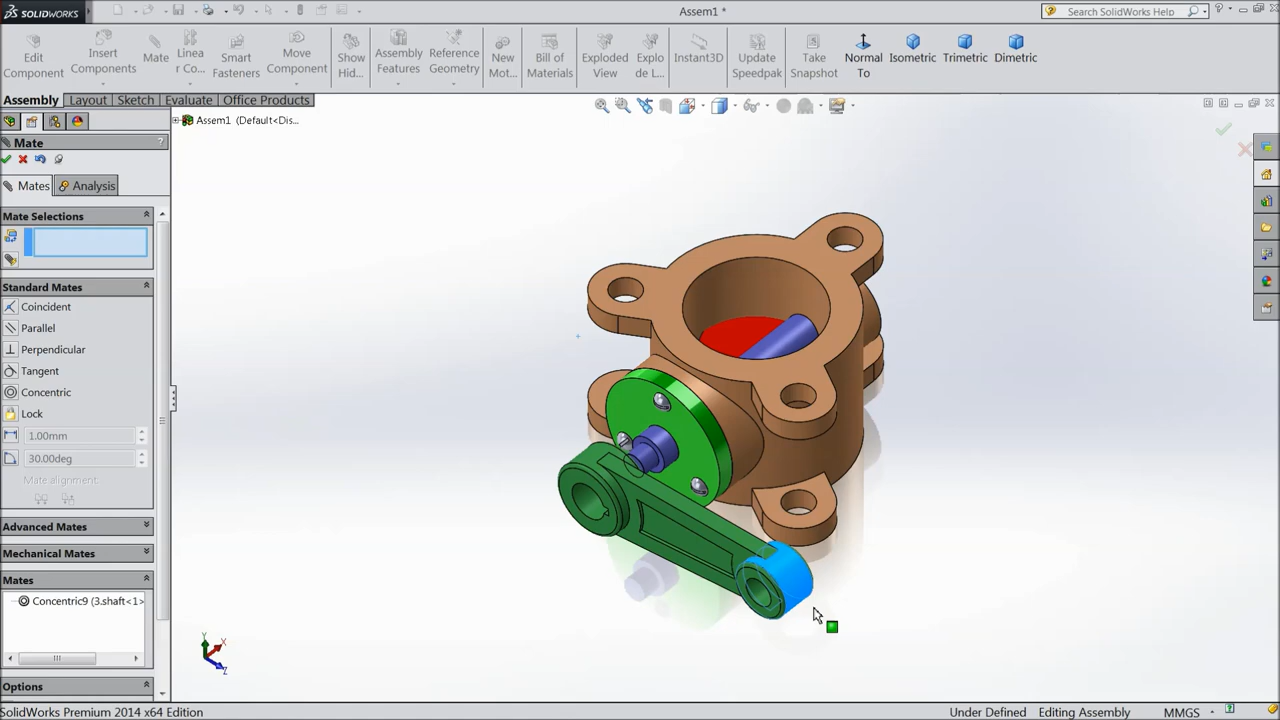 SOLIDWORKS
Assem1 *
Search SolidWorks Help
Edit Component
Insert Components
Mate
Linea r Co...
Smart Fasteners
Move Component
Show Hid...
Assembly Features
Reference Geometry
New Mot...
Bill of Materials
Exploded View
Explo de L...
Instant3D
Update Speedpak
Take Snapshot
Normal To
Isometric
Trimetric
Dimetric
Assembly
Layout
Sketch
Evaluate
Office Products
Assem1 (Default<Dis...
Mate
?
Mates
Analysis
Mate Selections
Standard Mates
Coincident
Parallel
Perpendicular
Tangent
Concentric
Lock
1.00mm
30.00deg
Mate alignment:
Advanced Mates
Mechanical Mates
Mates
Concentric9 (3.shaft<1>
Options
Y
X
Z
SolidWorks Premium 2014 x64 Edition
Under Defined
Editing Assembly
MMGS